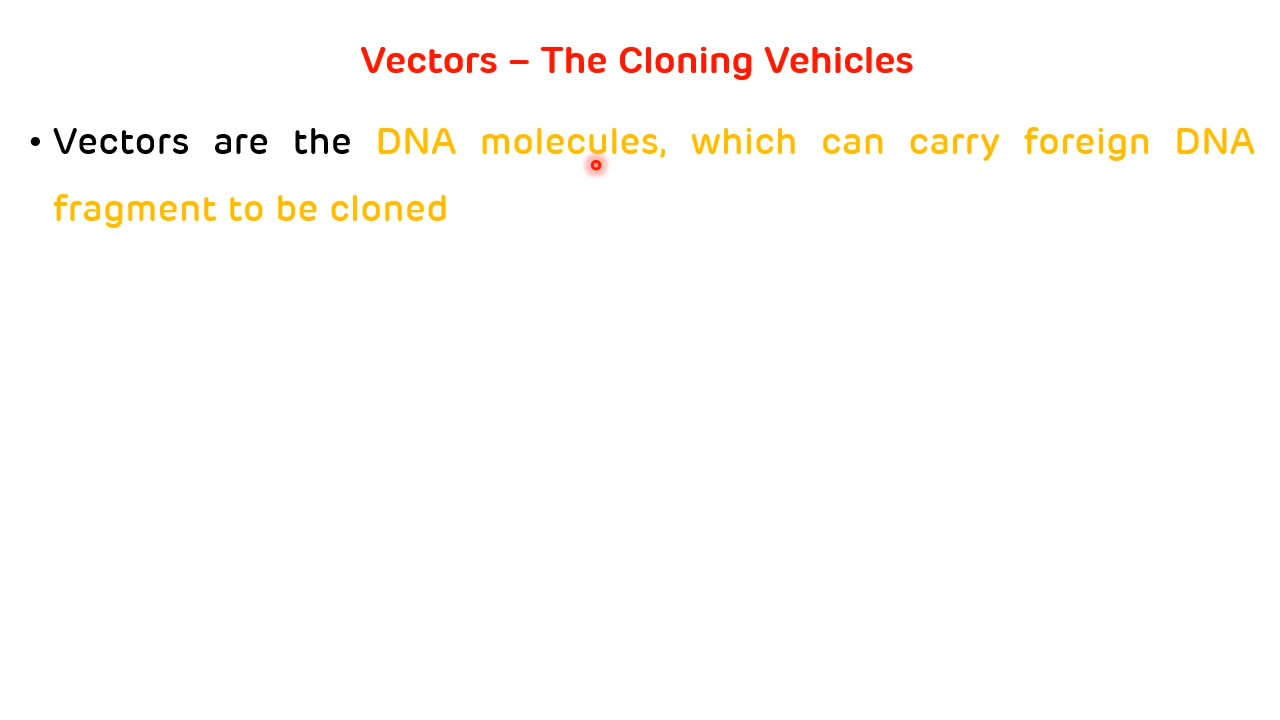 Vectors – The Cloning Vehicles
• Vectors are the DNA molecules, which can carry foreign DNA
fragment to be cloned